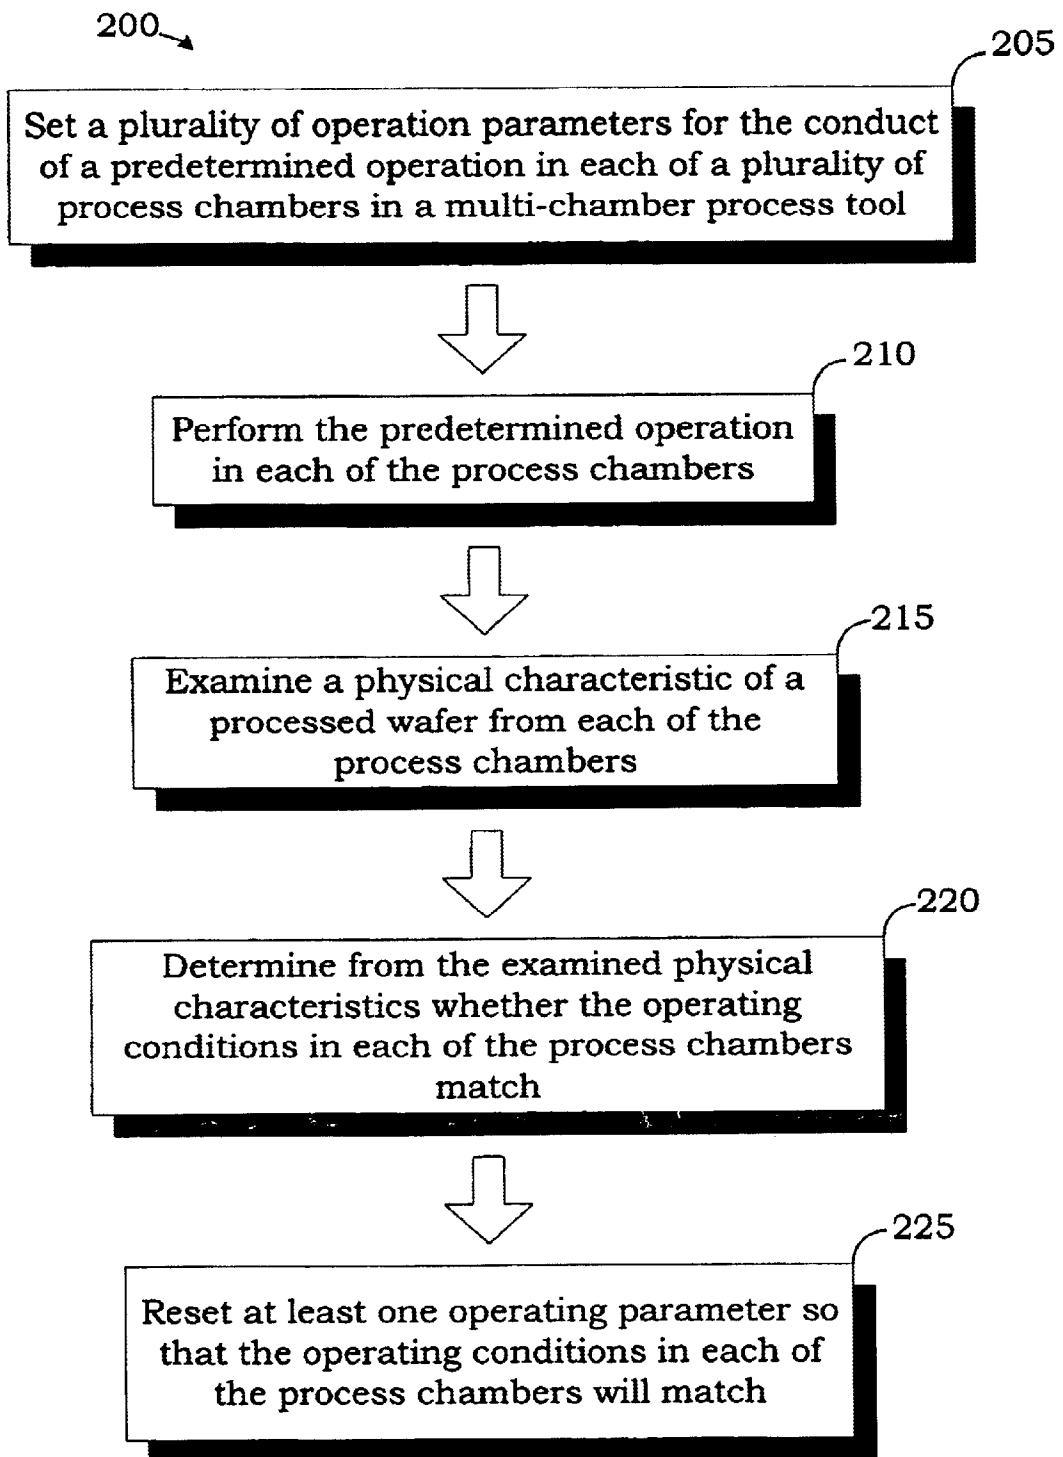 200
205
Set a plurality of operation parameters for the conduct
of a predetermined operation in each of a plurality of
process chambers in a multi-chamber process tool
210
Perform the predetermined operation
in each of the process chambers
215
Examine a physical characteristic of a
processed wafer from each of the
process chambers
220
Determine from the examined physical
characteristics whether the operating
conditions in each of the process chambers
match
225
Reset at least one operating parameter so
that the operating conditions in each of
the process chambers will match